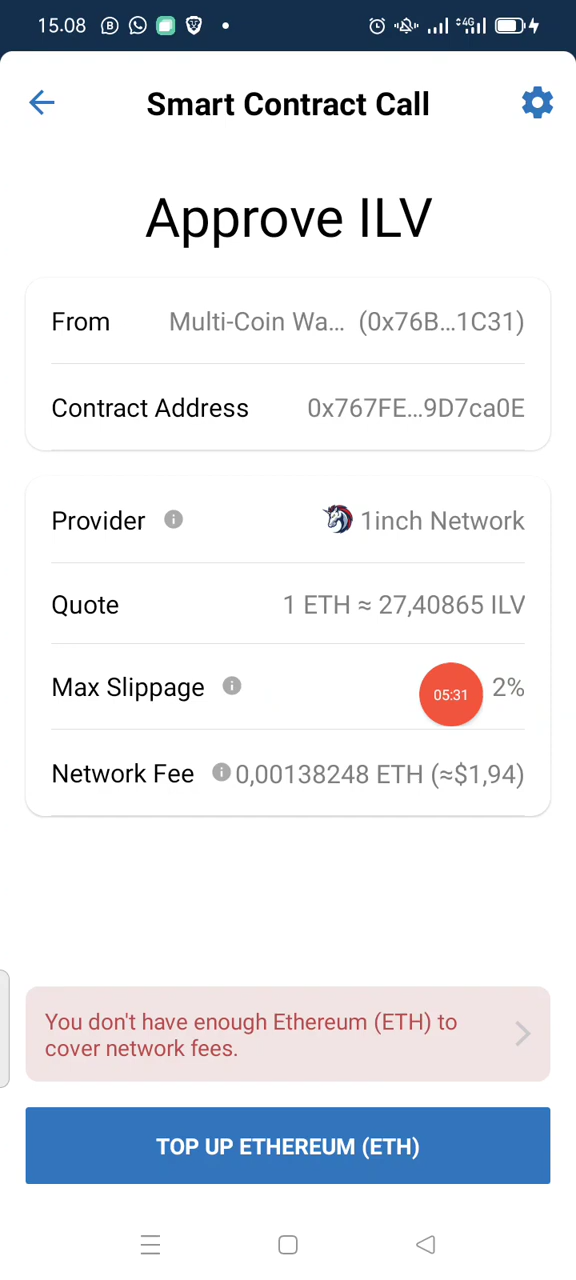 15.08
4G
Smart Contract Call
Approve ILV
From Multi-Coin Wa... (0x76B...1C31)
Contract Address 0x767FE...9D7ca0E
Provider 1inch Network
Quote 1 ETH ≈ 27,40865 ILV
Max Slippage 05:31 2%
Network Fee 0,00138248 ETH (≈$1,94)
You don't have enough Ethereum (ETH) to
cover network fees.
TOP UP ETHEREUM (ETH)